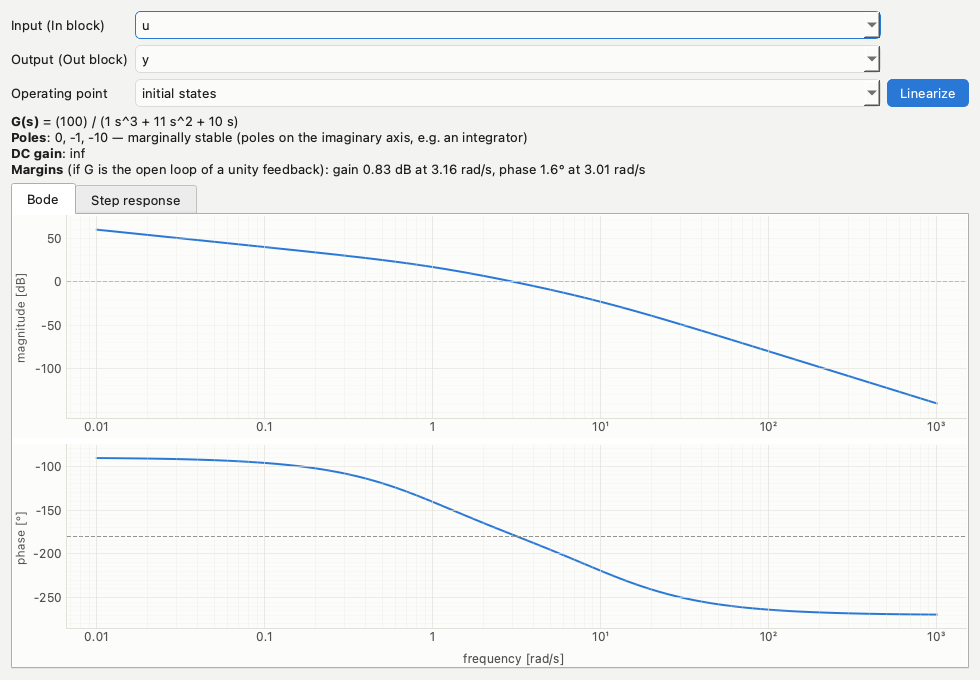 Input (In block) u
Output (Out block) y
Operating point initial states Linearize
G(s) = (100) / (1 s^3 + 11 s^2 + 10 s)
Poles: 0, -1, -10 — marginally stable (poles on the imaginary axis, e.g. an integrator)
DC gain: inf
Margins (if G is the open loop of a unity feedback): gain 0.83 dB at 3.16 rad/s, phase 1.6° at 3.01 rad/s
Bode Step response
magnitude [dB]
50
0
-50
-100
0.01 0.1 1 10¹ 10² 10³
phase [°]
-100
-150
-200
-250
0.01 0.1 1 10¹ 10² 10³
frequency [rad/s]